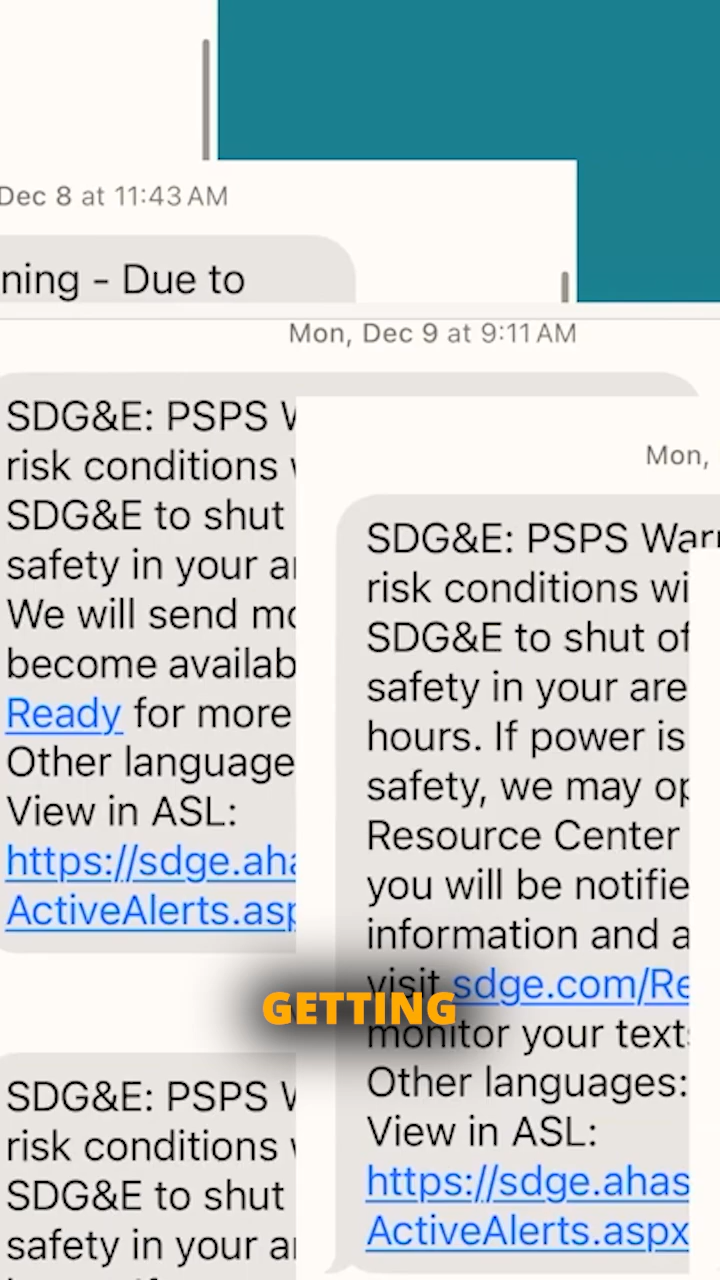 Dec 8 at 11:43 AM
ning - Due to
Mon, Dec 9 at 9:11 AM
SDG&E: PSPS W
risk conditions
SDG&E to shut
safety in your
We will send
become availab
Ready for more
Other language
View in ASL:
https://sdge.aha
ActiveAlerts.asp
SDG&E: PSPS W
risk conditions
SDG&E to shut
safety in your
Mon,
SDG&E: PSPS Warn
risk conditions wi
SDG&E to shut of
safety in your are
hours. If power is
safety, we may op
Resource Center
you will be notifie
information and a
visit sdge.com/Re
monitor your text
Other languages:
View in ASL:
https://sdge.ahas
ActiveAlerts.aspx
GETTING